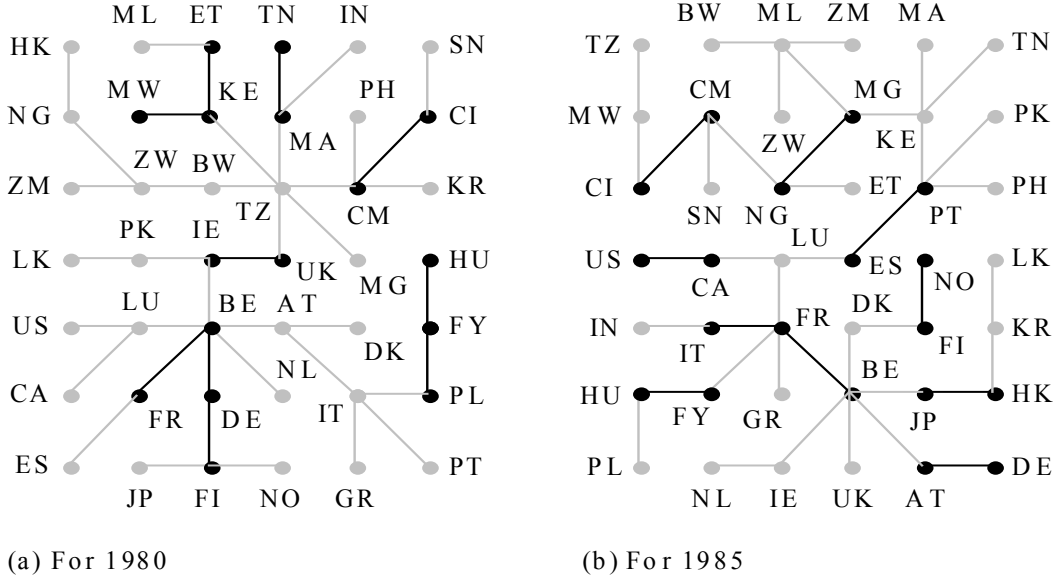 ML ET TN IN
HK SN
MW KE PH
NG MA CI
ZW BW
ZM TZ CM KR
PK IE
LK UK MG HU
LU BE AT
US DK FY
NL
CA FR DE IT PL
ES PT
JP FI NO GR
(a) For 1980
BW ML ZM MA
TZ TN
CM MG
MW ZW KE PK
CI ET PH
SN NG LU PT
US CA ES NO LK
DK
IN IT FR FI KR
BE
HU FY GR JP HK
PL DE
NL IE UK AT
(b) For 1985